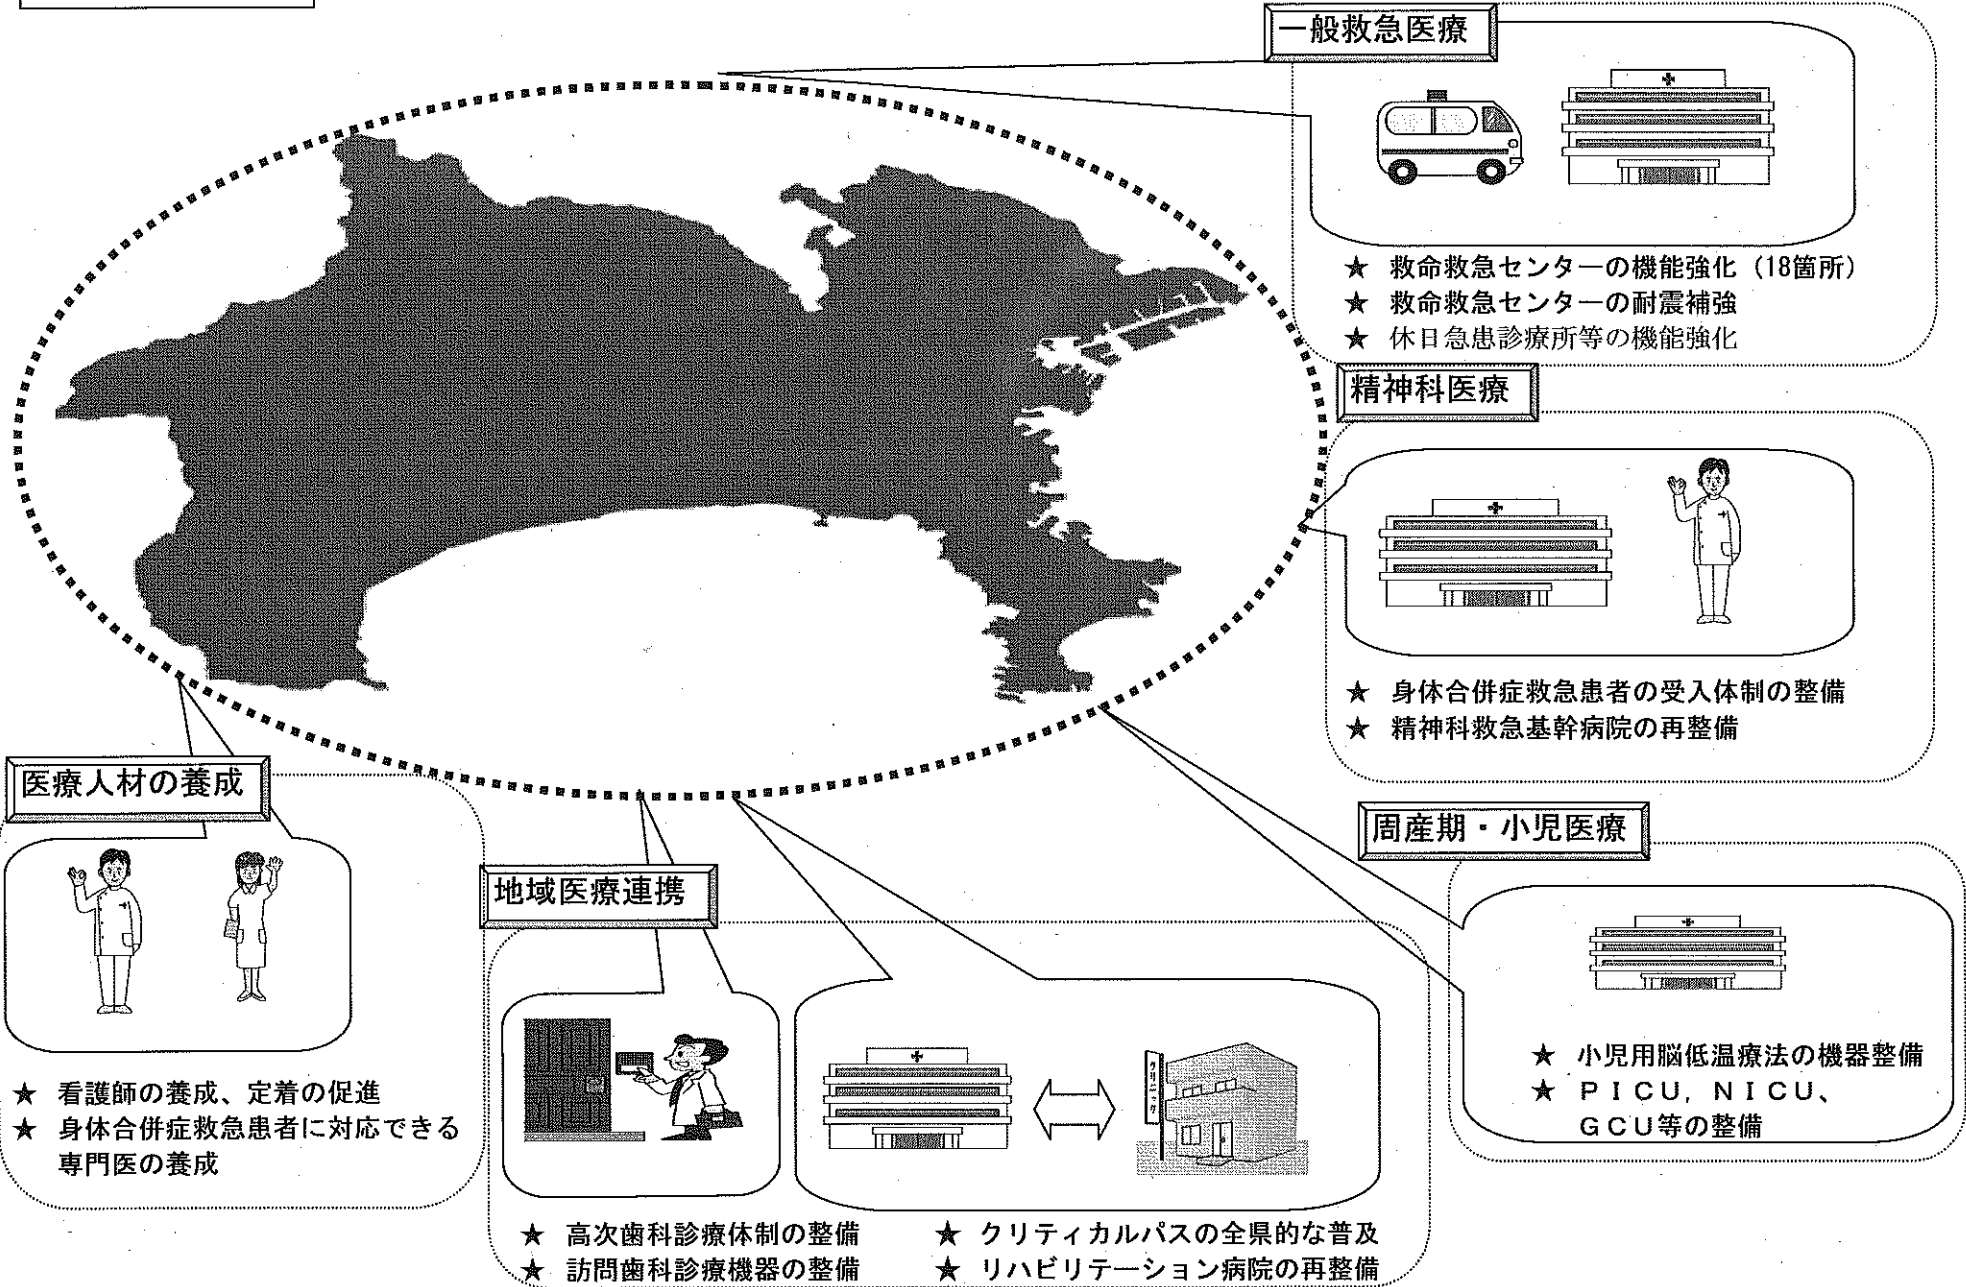 一般救急医療
★ 救命救急センターの機能強化（18箇所）
★ 救命救急センターの耐震補強
★ 休日急患診療所等の機能強化
精神科医療
★ 身体合併症救急患者の受入体制の整備
★ 精神科救急基幹病院の再整備
周産期・小児医療
★ 小児用脳低温療法の機器整備
★ ＰＩＣＵ，ＮＩＣＵ、
ＧＣＵ等の整備
医療人材の養成
★ 看護師の養成、定着の促進
★ 身体合併症救急患者に対応できる
専門医の養成
地域医療連携
クリニック
★ 高次歯科診療体制の整備
★ 訪問歯科診療機器の整備
★ クリティカルパスの全県的な普及
★ リハビリテーション病院の再整備